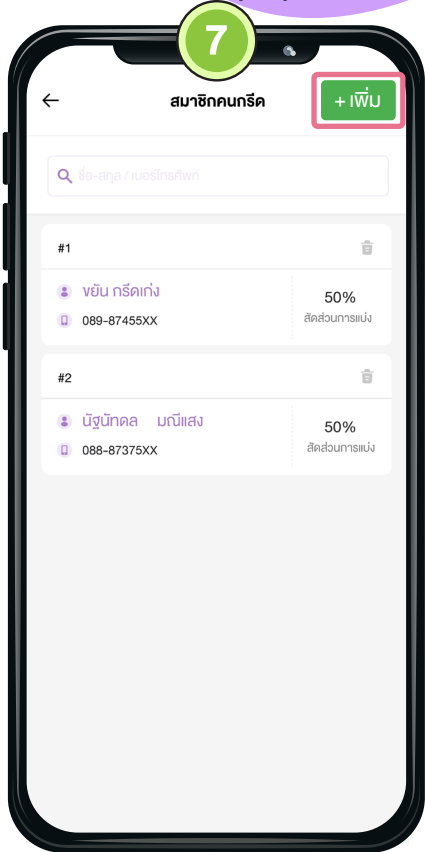 7
สมาชิกคนกรีด
+ เพิ่ม
ชื่อ-สกุล / เบอร์โทรศัพท์
#1
ขยัน กรีดเก่ง
089-87455XX
50%
สัดส่วนการแบ่ง
#2
นัฐนัทดล มณีแสง
088-87375XX
50%
สัดส่วนการแบ่ง